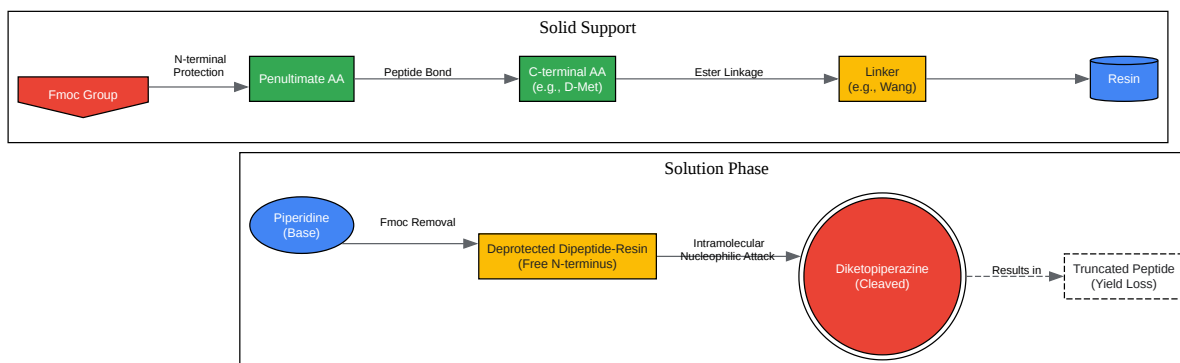 Solid Support
N-terminal
Protection
Fmoc Group
Penultimate AA
Peptide Bond
C-terminal AA
(e.g., D-Met)
Ester Linkage
Linker
(e.g., Wang)
Resin
Solution Phase
Piperidine
(Base)
Fmoc Removal
Deprotected Dipeptide-Resin
(Free N-terminus)
Intramolecular
Nucleophilic Attack
Diketopiperazine
(Cleaved)
Results in
Truncated Peptide
(Yield Loss)